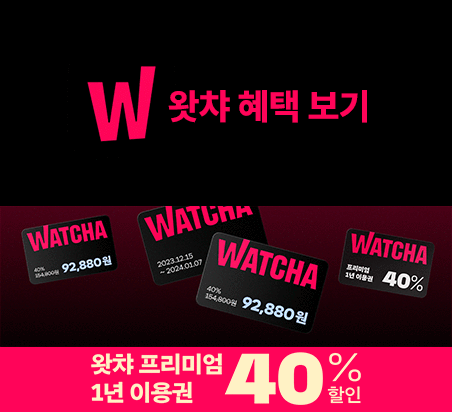 W 왓챠 혜택 보기
WATCHA
40%
154,800원 92,880원
WATCHA
2023.12.15
~ 2024.01.07
WATCHA
40%
154,800원 92,880원
WATCHA
프리미엄
1년 이용권 40%
왓챠 프리미엄
1년 이용권 40% 할인